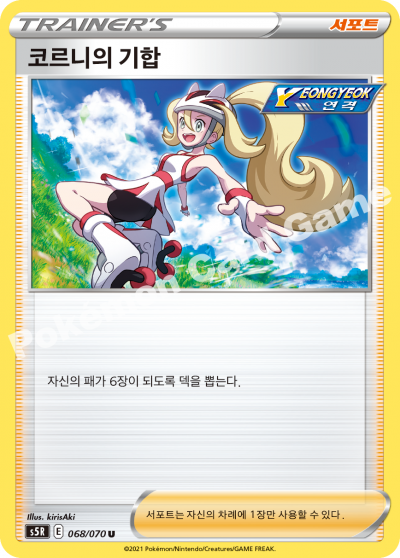 TRAINER'S
서포트
코르니의 기합
YEONGYEOK
연격
Pokémon Card Game
자신의 패가 6장이 되도록 덱을 뽑는다.
Illus. kirisAki
s5R E 068/070 U
서포트는 자신의 차례에 1장만 사용할 수 있다.
©2021 Pokémon/Nintendo/Creatures/GAME FREAK.